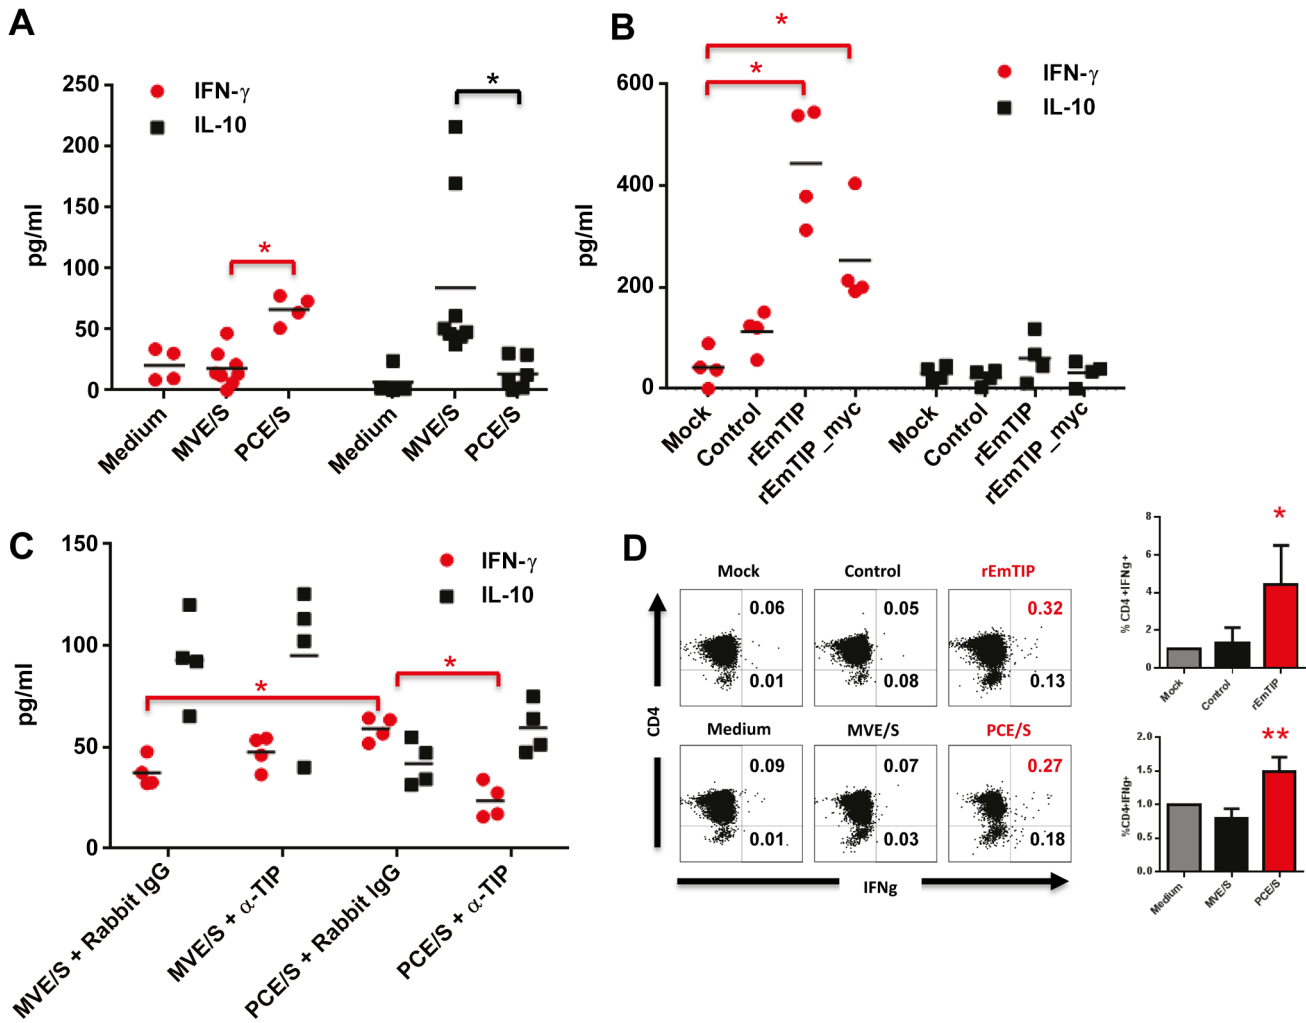 A
250
200
150
100
50
0
pg/ml
IFN-γ
IL-10
*
*
Medium
MVE/S
PCE/S
Medium
MVE/S
PCE/S
B
600
400
200
0
pg/ml
*
*
IFN-γ
IL-10
Mock
Control
rEmTIP
rEmTIP_myc
Mock
Control
rEmTIP
rEmTIP_myc
C
150
100
50
0
pg/ml
IFN-γ
IL-10
*
*
MVE/S + Rabbit IgG
MVE/S + α-TIP
PCE/S + Rabbit IgG
PCE/S + α-TIP
D
Mock Control rEmTIP
0.06 0.05 0.32
0.01 0.08 0.13
Medium MVE/S PCE/S
0.09 0.07 0.27
0.01 0.03 0.18
CD4
IFNg
8
6
4
2
0
% CD4 +IFNg+
*
Mock
Control
rEmTIP
2.0
1.5
1.0
0.5
0.0
%CD4+IFNg+
**
Medium
MVE/S
PCE/S